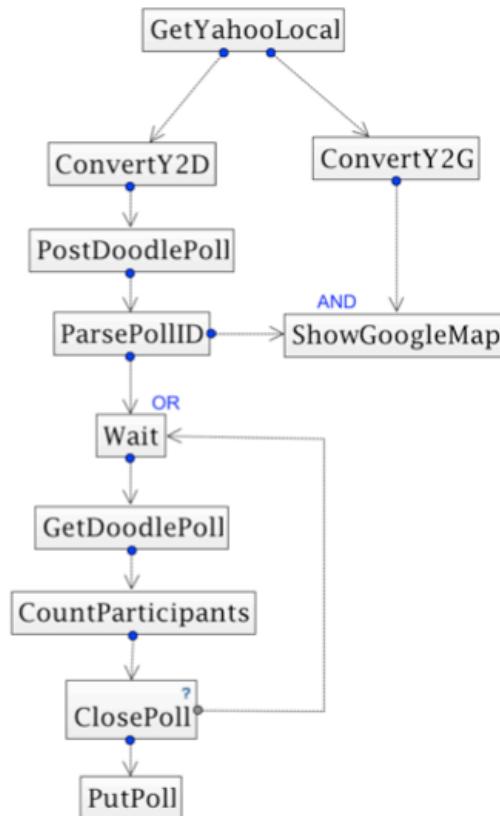 GetYahooLocal
ConvertY2D
ConvertY2G
PostDoodlePoll
AND
ParsePollID
ShowGoogleMap
OR
Wait
GetDoodlePoll
CountParticipants
?
ClosePoll
PutPoll